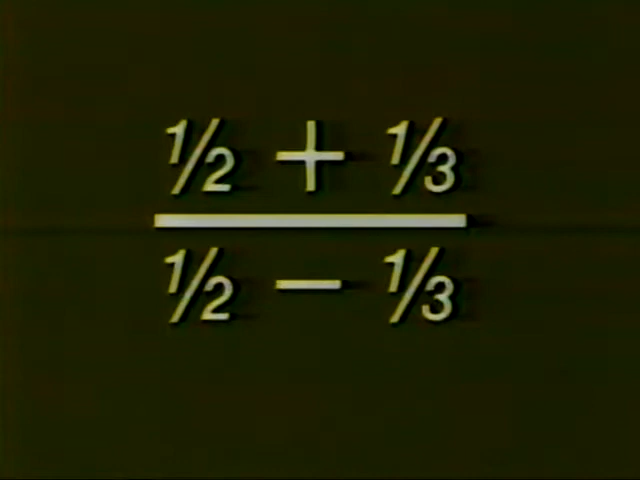 ½ + ⅓
½ − ⅓